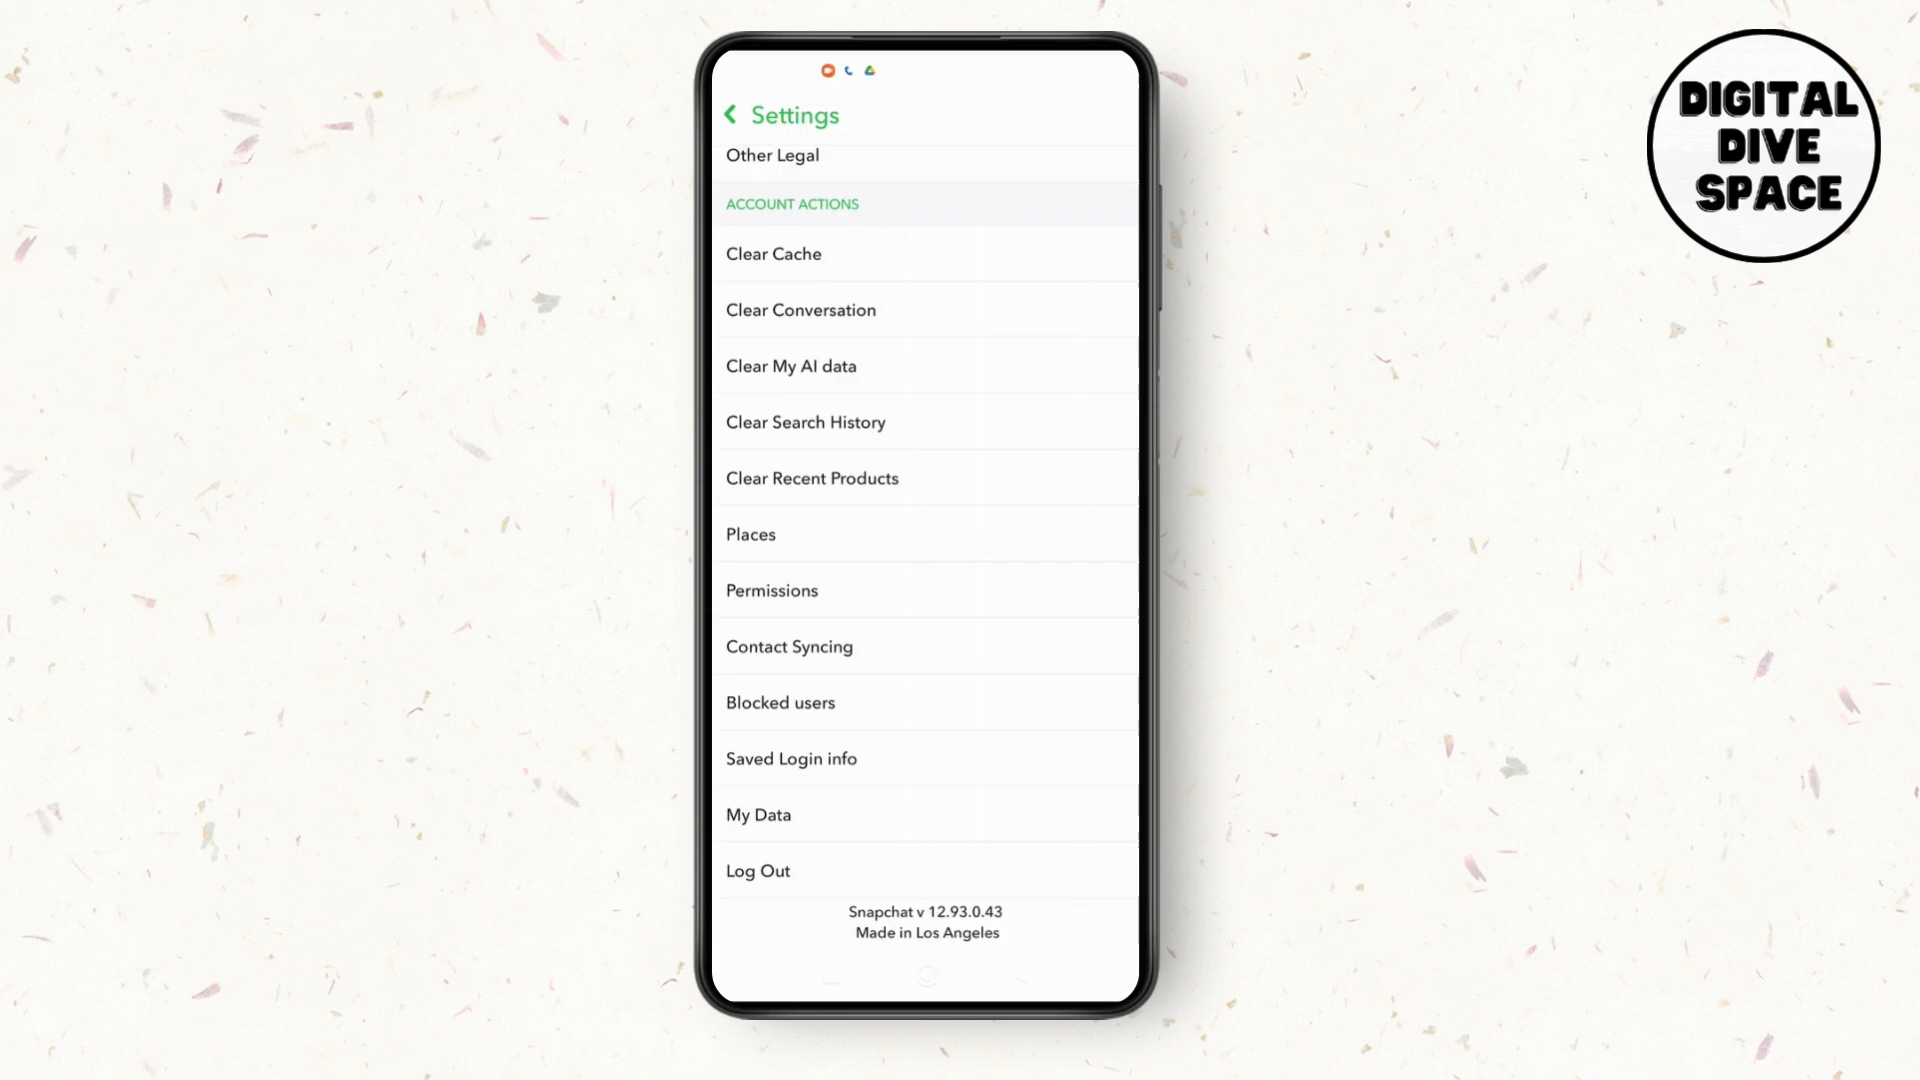 Settings
Other Legal
ACCOUNT ACTIONS
Clear Cache
Clear Conversation
Clear My AI data
Clear Search History
Clear Recent Products
Places
Permissions
Contact Syncing
Blocked users
Saved Login info
My Data
Log Out
Snapchat v 12.93.0.43
Made in Los Angeles
DIGITAL
DIVE
SPACE